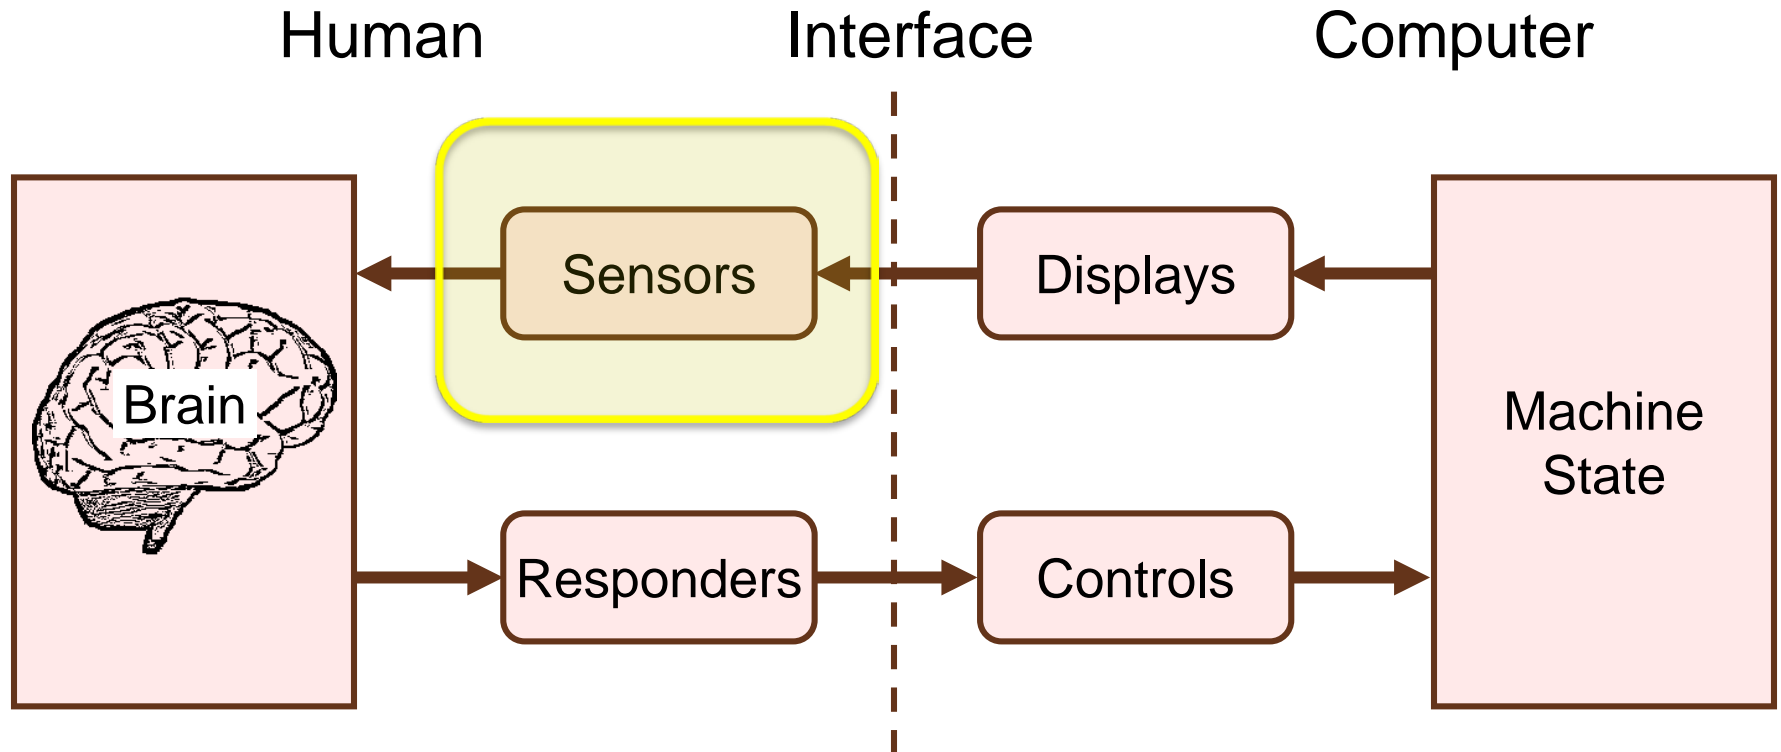 Human
Interface
Computer
Sensors
Displays
Brain
Machine
State
Responders
Controls